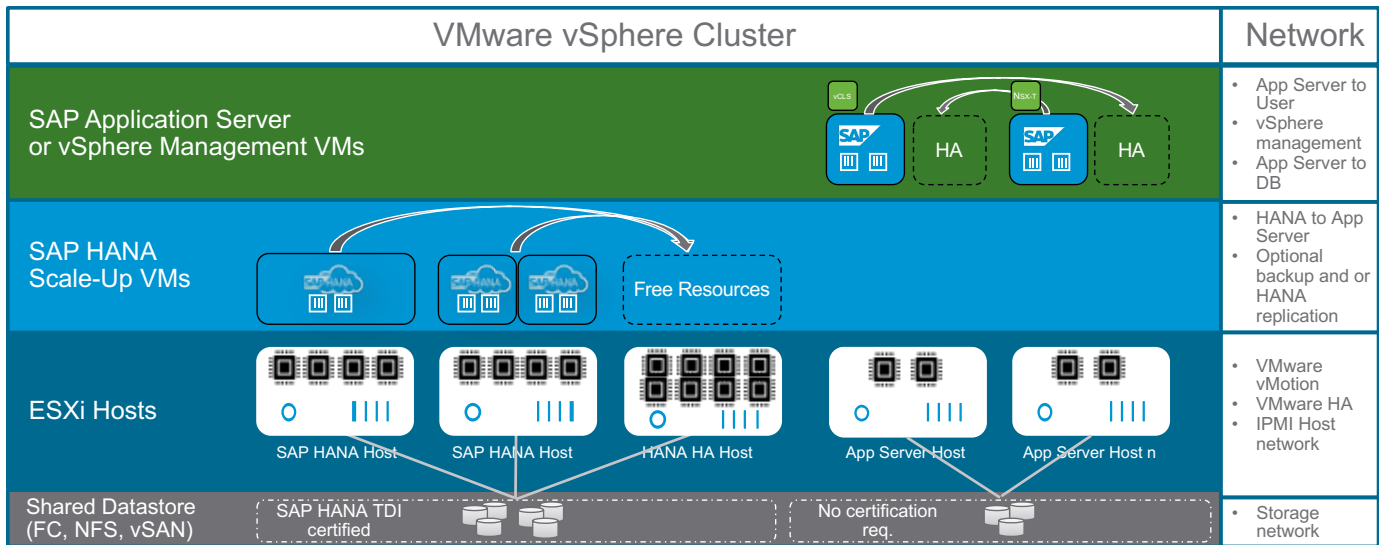 VMware vSphere Cluster
Network
SAP Application Server
or vSphere Management VMs
vCLS
NSX-T
SAP
HA
SAP
HA
• App Server to
User
• vSphere
management
• App Server to
DB
SAP HANA
Scale-Up VMs
SAP HANA
SAP HANA
SAP HANA
Free Resources
• HANA to App
Server
• Optional
backup and or
HANA
replication
ESXi Hosts
SAP HANA Host
SAP HANA Host
HANA HA Host
App Server Host
App Server Host n
• VMware
vMotion
• VMware HA
• IPMI Host
network
Shared Datastore
(FC, NFS, vSAN)
SAP HANA TDI
certified
No certification
req.
• Storage
network